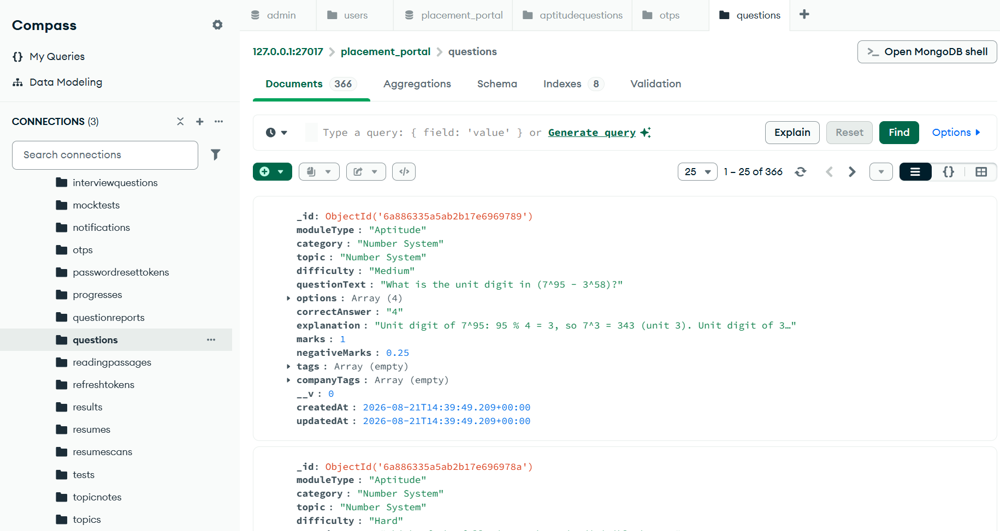 Compass
My Queries
Data Modeling
CONNECTIONS (3)
Search connections
interviewquestions
mocktests
notifications
otps
passwordresettokens
progresses
questionreports
questions
readingpassages
refreshtokens
results
resumes
resumescans
tests
topicnotes
topics
admin users placement_portal aptitudequestions otps questions
127.0.0.1:27017 > placement_portal > questions
>_ Open MongoDB shell
Documents 366 Aggregations Schema Indexes 8 Validation
Type a query: { field: 'value' } or Generate query
Explain Reset Find Options
25 1 – 25 of 366
_id: ObjectId('6a886335a5ab2b17e6969789')
moduleType : "Aptitude"
category : "Number System"
topic : "Number System"
difficulty : "Medium"
questionText : "What is the unit digit in (7^95 - 3^58)?"
options : Array (4)
correctAnswer : "4"
explanation : "Unit digit of 7^95: 95 % 4 = 3, so 7^3 = 343 (unit 3). Unit digit of 3…"
marks : 1
negativeMarks : 0.25
tags : Array (empty)
companyTags : Array (empty)
__v : 0
createdAt : 2026-08-21T14:39:49.209+00:00
updatedAt : 2026-08-21T14:39:49.209+00:00
_id: ObjectId('6a886335a5ab2b17e696978a')
moduleType : "Aptitude"
category : "Number System"
topic : "Number System"
difficulty : "Hard"